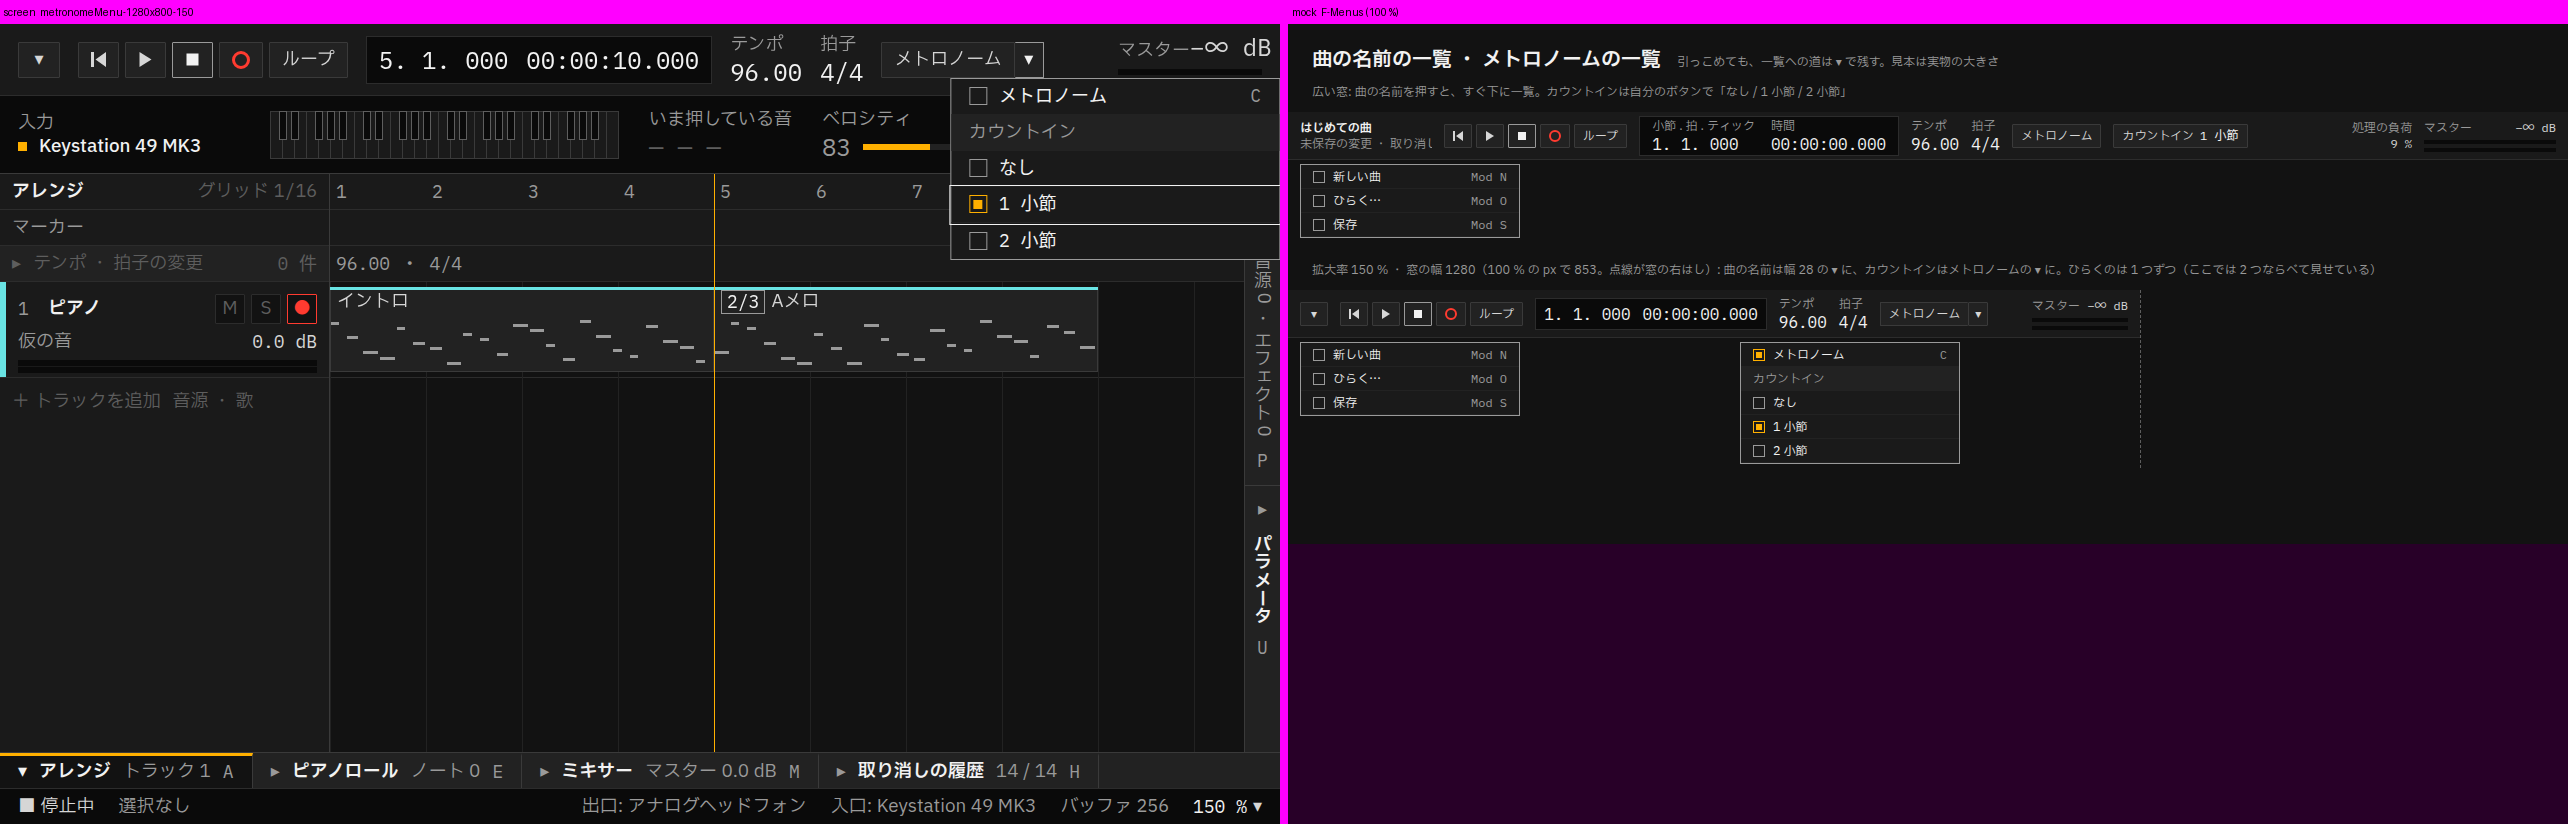 screen metronomeMenu-1280x800-150
▼
ループ
5. 1. 000 00:00:10.000
テンポ
96.00
拍子
4/4
メトロノーム ▼
マスター −∞ dB
メトロノーム C
カウントイン
なし
1 小節
2 小節
入力
Keystation 49 MK3
いま押している音
— — —
ベロシティ
83
アレンジ グリッド 1/16
1 2 3 4 5 6 7
マーカー
▶ テンポ・拍子の変更 0 件
96.00 ・ 4/4
1 ピアノ M S
仮の音 0.0 dB
イントロ
2/3 Aメロ
＋トラックを追加 音源・歌
音源 0・エフェクト 0 P
▶ パラメータ U
▼ アレンジ トラック 1 A
▶ ピアノロール ノート 0 E
▶ ミキサー マスター 0.0 dB M
▶ 取り消しの履歴 14 / 14 H
■ 停止中 選択なし
出口: アナログヘッドフォン 入口: Keystation 49 MK3 バッファ 256 150 % ▼
mock F-Menus (100 %)
曲の名前の一覧 ・ メトロノームの一覧 引っこめても、一覧への道は ▾ で残す。見本は実物の大きさ
広い窓: 曲の名前を押すと、すぐ下に一覧。カウントインは自分のボタンで「なし / 1 小節 / 2 小節」
はじめての曲
未保存の変更 ・ 取り消し
ループ
小節 . 拍 . ティック 時間
1. 1. 000 00:00:00.000
テンポ
96.00
拍子
4/4
メトロノーム
カウントイン 1 小節
処理の負荷
9 %
マスター −∞ dB
新しい曲 Mod N
ひらく… Mod O
保存 Mod S
拡大率 150 % ・ 窓の幅 1280（100 % の px で 853。点線が窓の右はし）: 曲の名前は幅 28 の ▾ に、カウントインはメトロノームの ▾ に。ひらくのは 1 つずつ（ここでは 2 つならべて見せている）
▼
ループ
1. 1. 000 00:00:00.000
テンポ
96.00
拍子
4/4
メトロノーム ▼
マスター −∞ dB
新しい曲 Mod N
ひらく… Mod O
保存 Mod S
メトロノーム C
カウントイン
なし
1 小節
2 小節